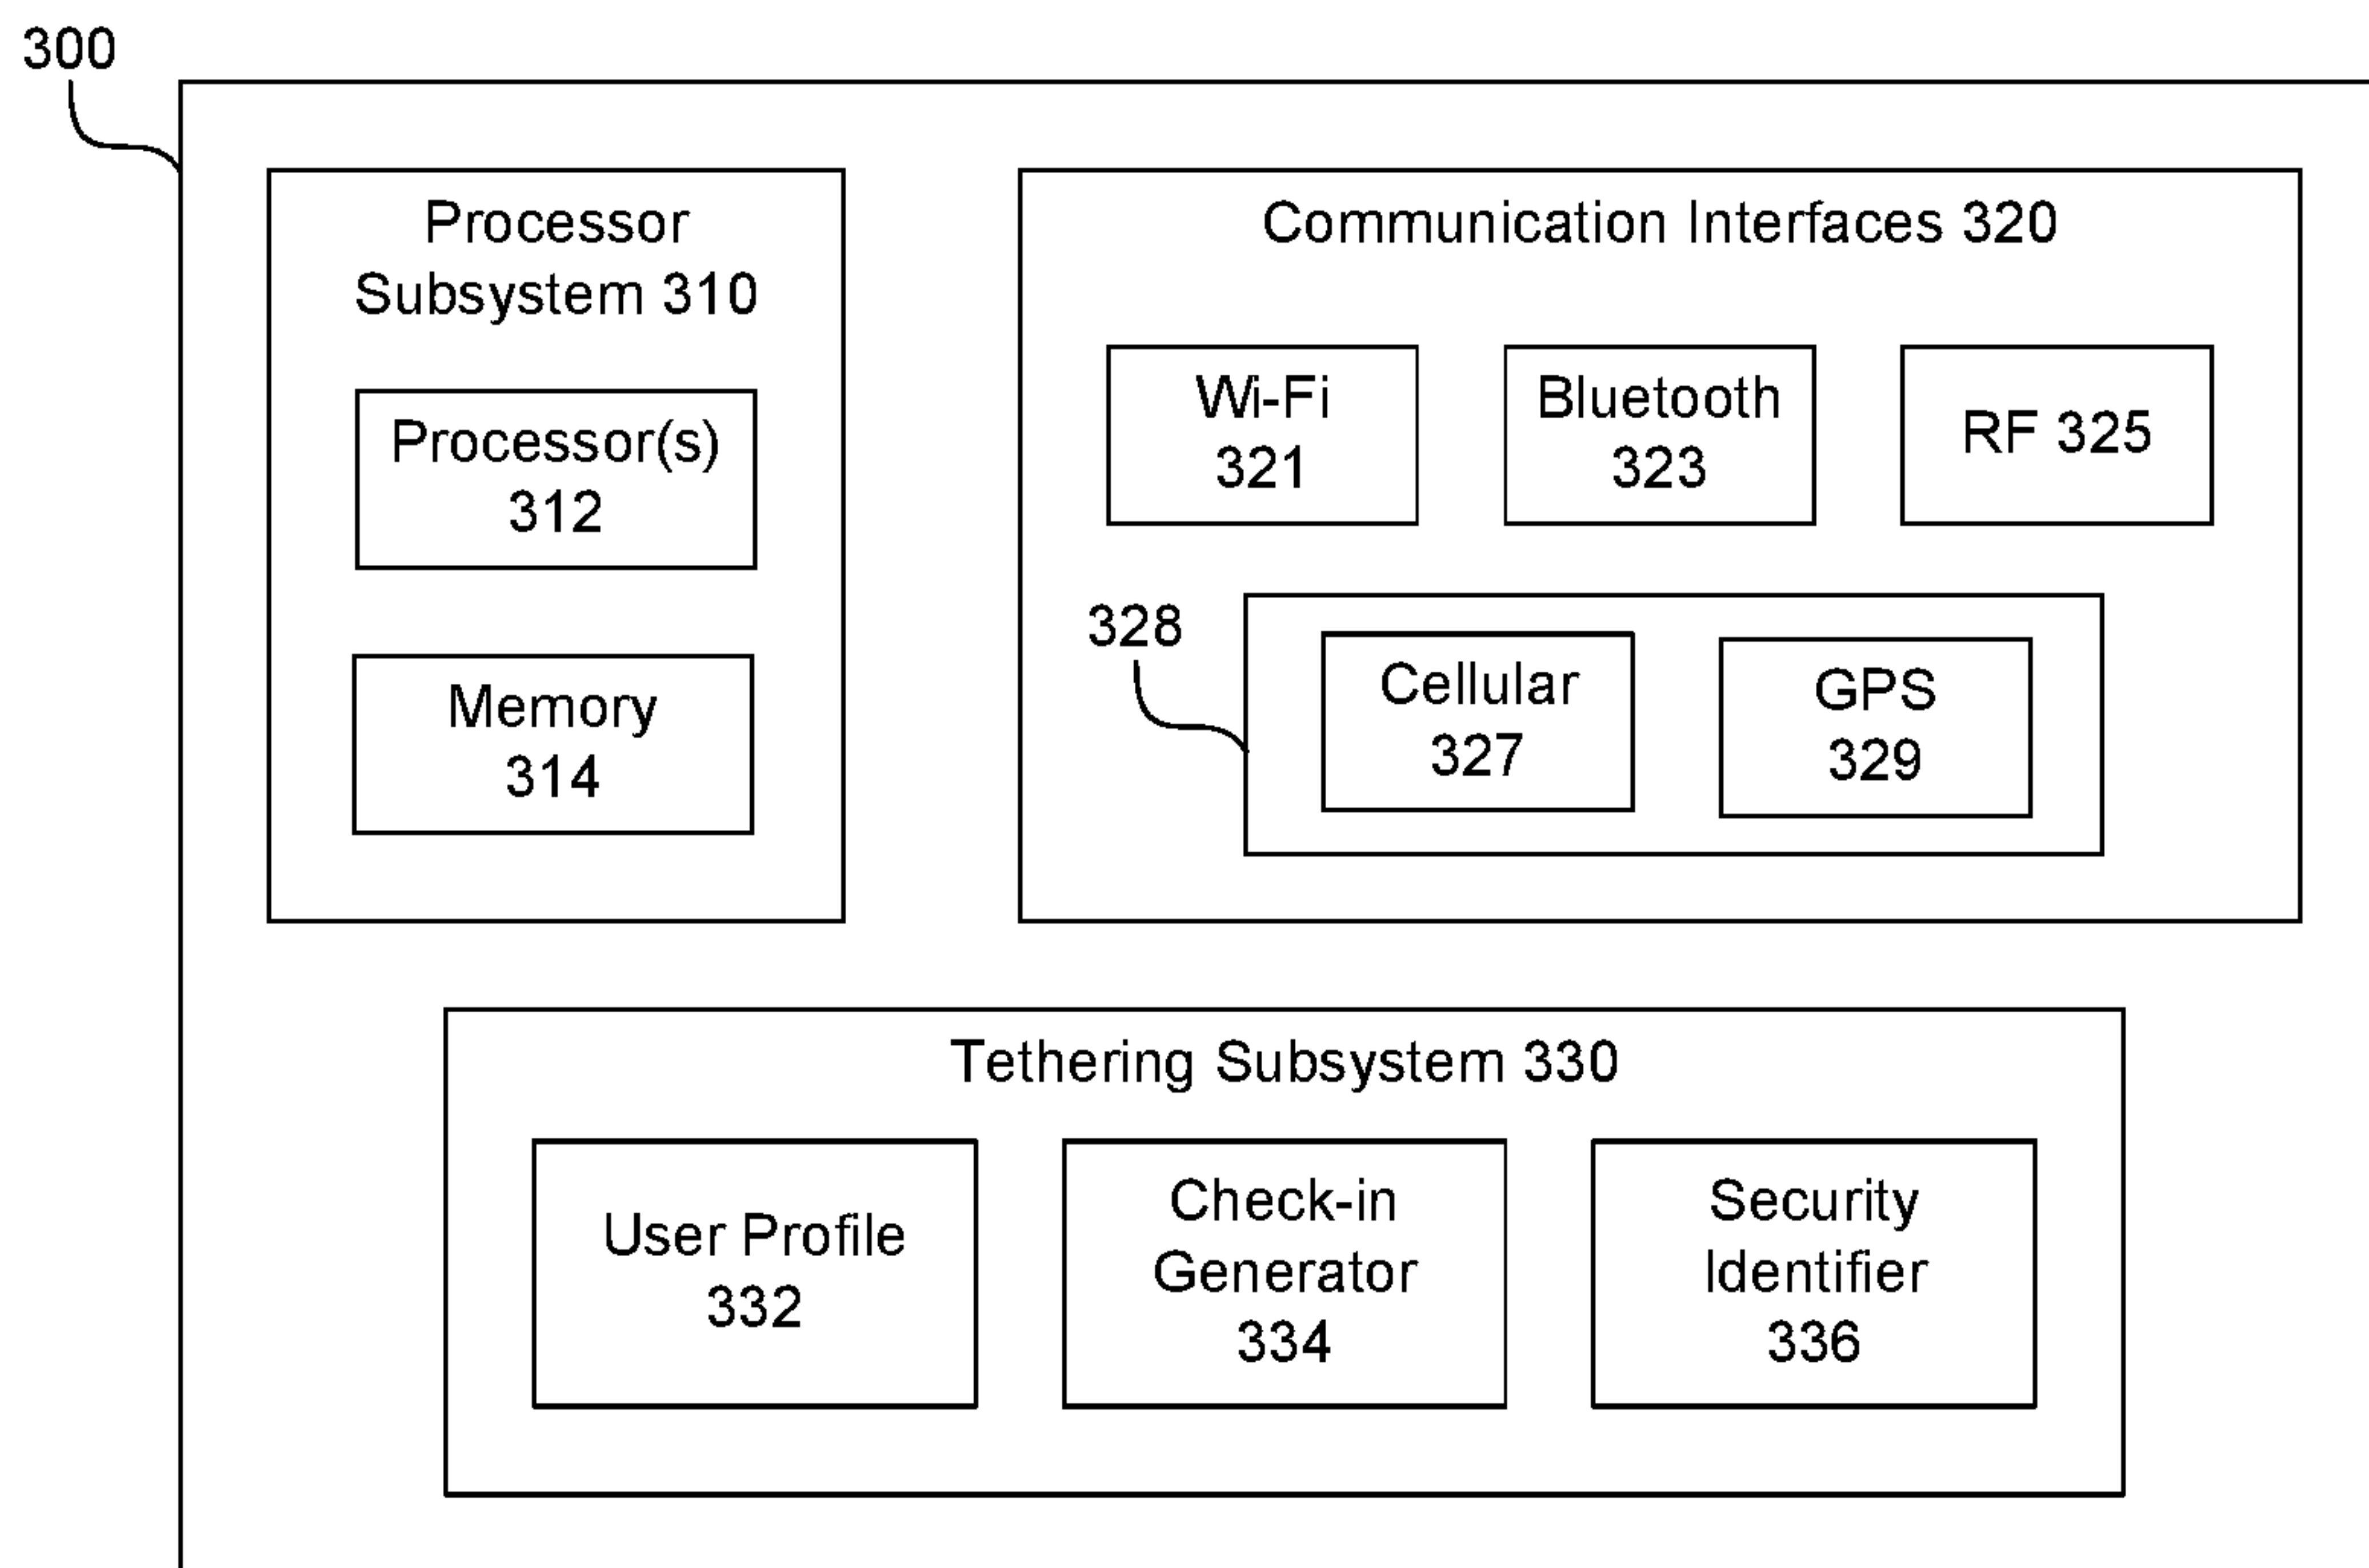 300
Processor
Subsystem 310
Processor(s)
312
Memory
314
Communication Interfaces 320
Wi-Fi
321
Bluetooth
323
RF 325
328
Cellular
327
GPS
329
Tethering Subsystem 330
User Profile
332
Check-in
Generator
334
Security
Identifier
336